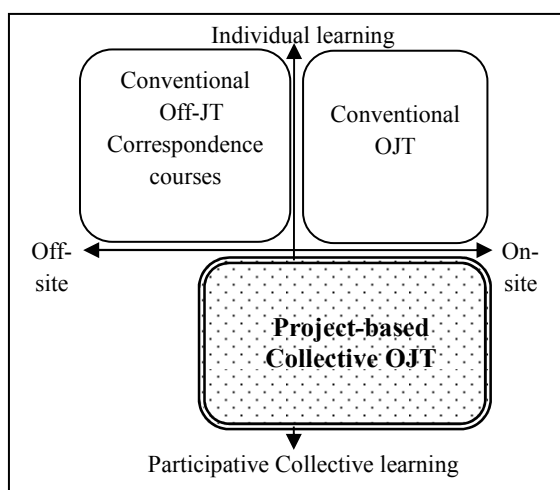 Individual learning
Conventional
Off-JT
Correspondence
courses
Conventional
OJT
Off-
site
On-
site
Project-based
Collective OJT
Participative Collective learning